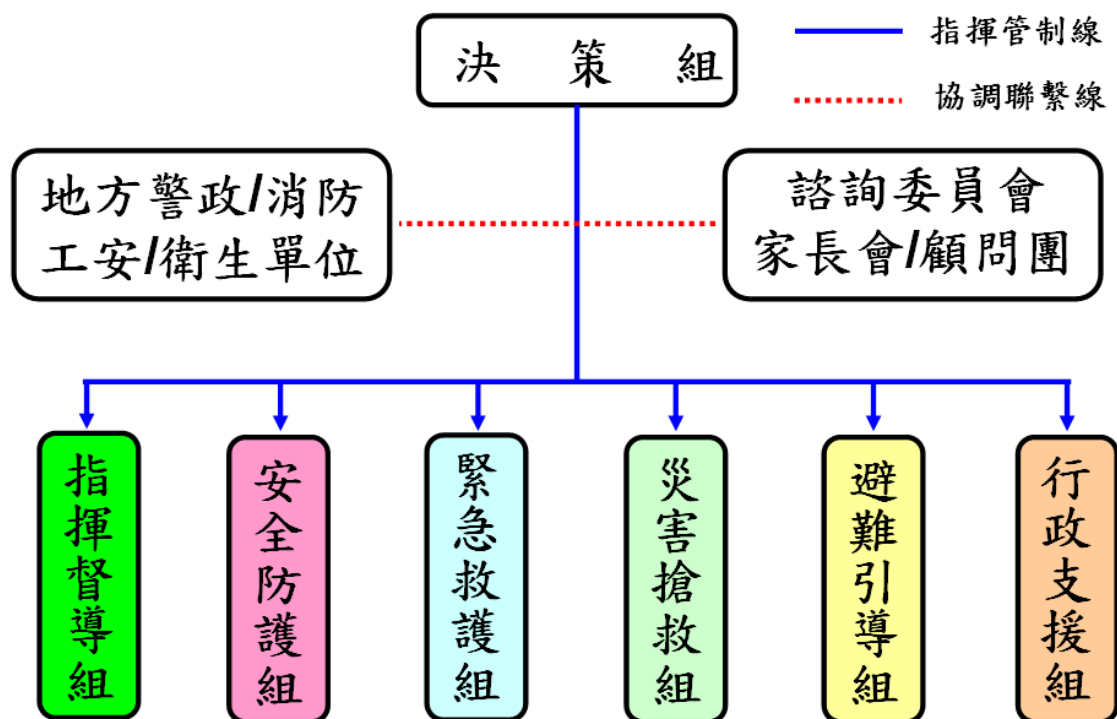 決策組
指揮管制線
協調聯繫線
地方警政/消防
工安/衛生單位
諮詢委員會
家長會/顧問團
指揮督導組
安全防護組
緊急救護組
災害搶救組
避難引導組
行政支援組